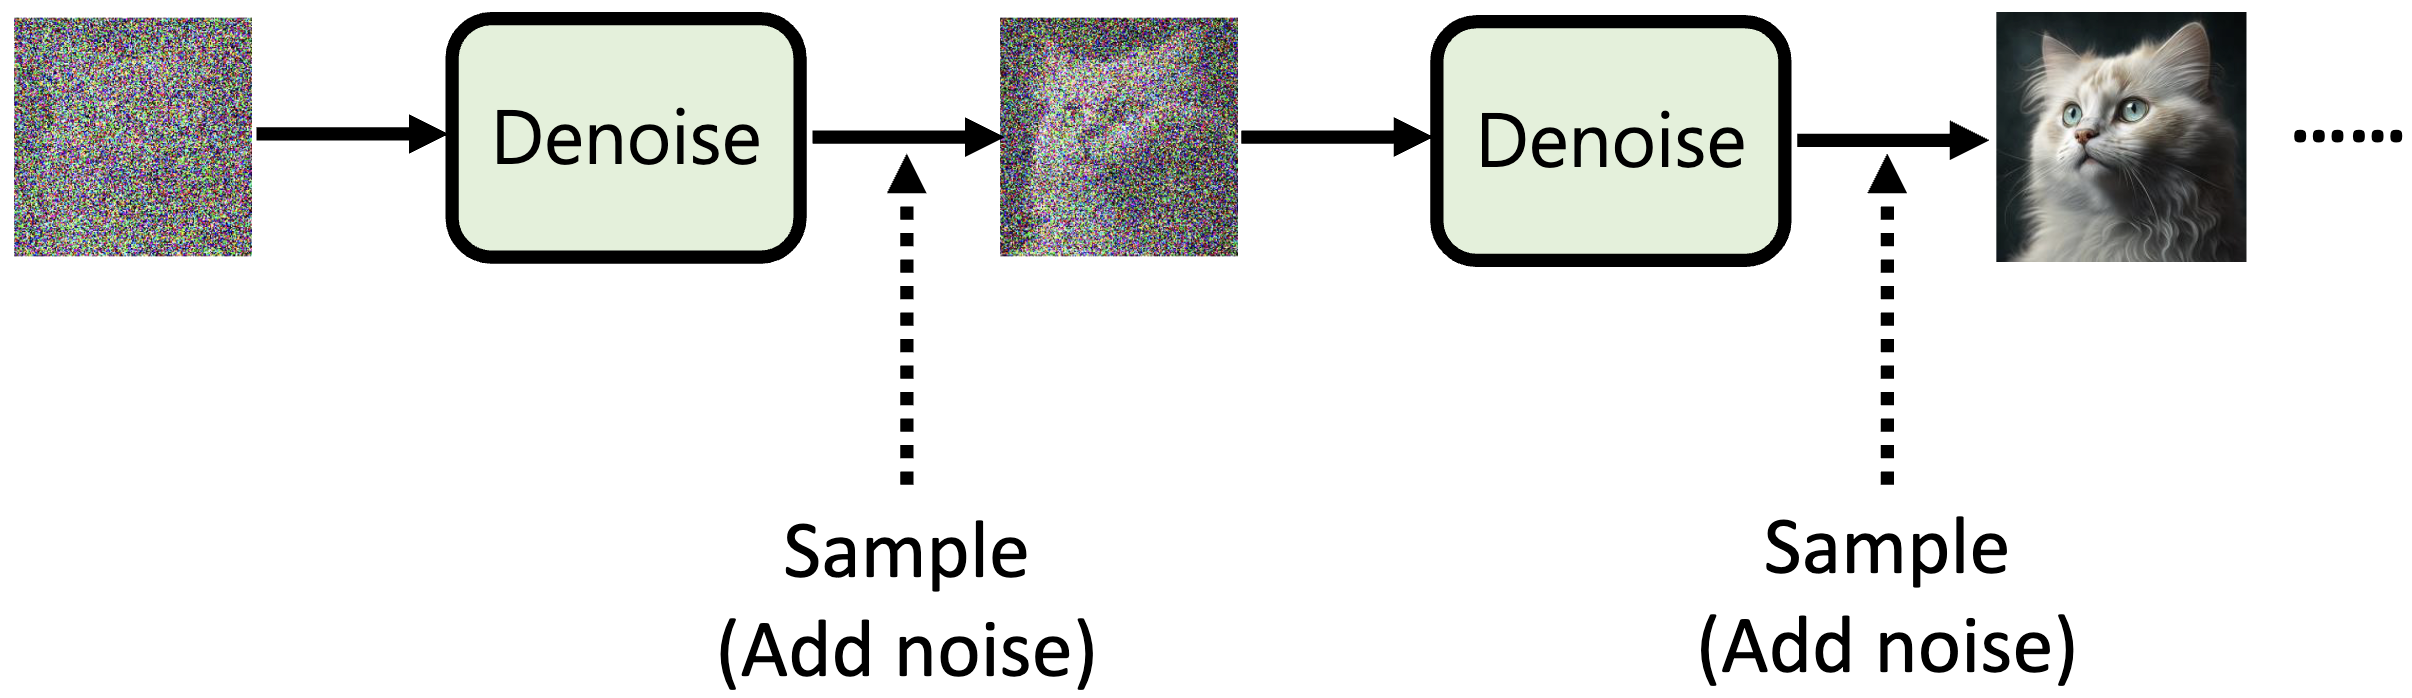 Denoise
Denoise
......
Sample
(Add noise)
Sample
(Add noise)